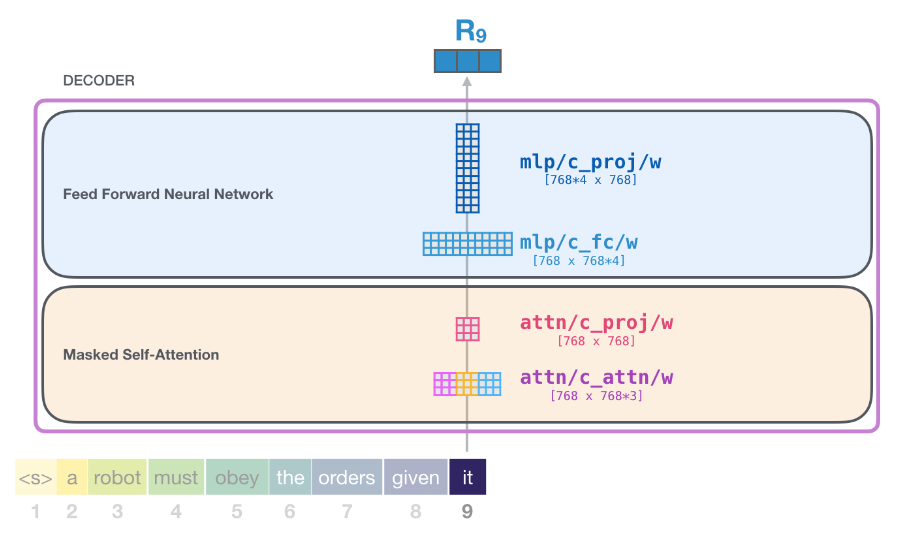 R9
DECODER
mlp/c_proj/w
[768*4 x 768]
Feed Forward Neural Network
mlp/c_fc/w
[768 x 768*4]
attn/c_proj/w
[768 x 768]
Masked Self-Attention
attn/c_attn/w
[768 x 768*3]
<s> a robot must obey the orders given it
1 2 3 4 5 6 7 8 9